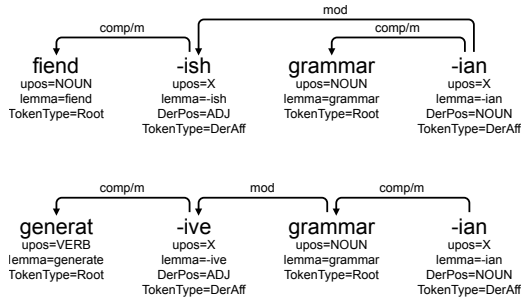 mod
comp/m comp/m
fiend -ish grammar -ian
upos=NOUN upos=X upos=NOUN upos=X
lemma=fiend lemma=-ish lemma=grammar lemma=-ian
TokenType=Root DerPos=ADJ TokenType=Root DerPos=NOUN
TokenType=DerAff TokenType=DerAff
comp/m mod comp/m
generat -ive grammar -ian
upos=VERB upos=X upos=NOUN upos=X
lemma=generate lemma=-ive lemma=grammar lemma=-ian
TokenType=Root DerPos=ADJ TokenType=Root DerPos=NOUN
TokenType=DerAff TokenType=DerAff